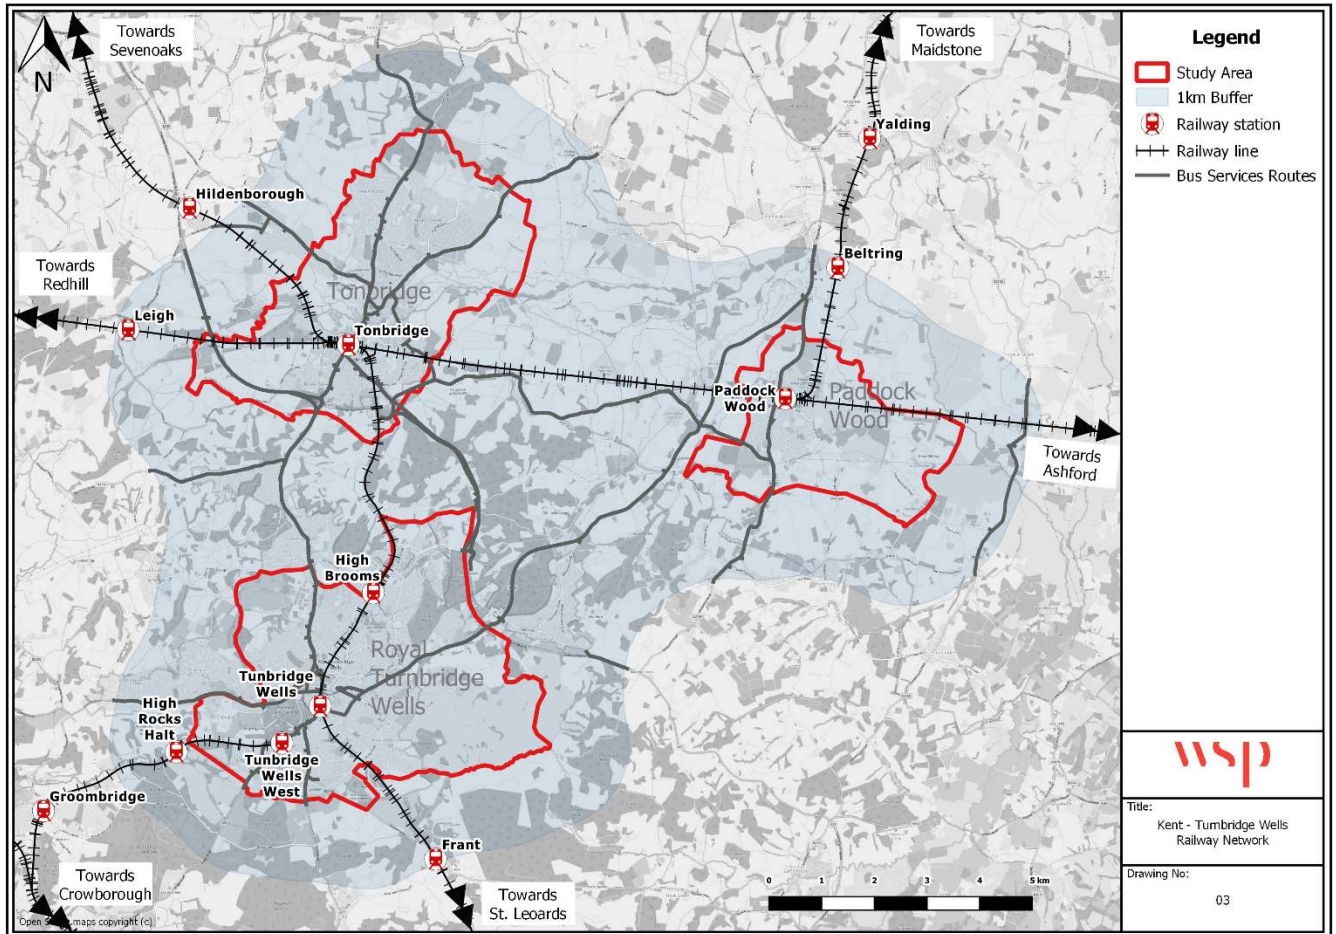 Towards
Sevenoaks
Towards
Maidstone
N
Yalding
Hildenborough
Beltring
Towards
Redhill
Leigh
Tonbridge
Tonbridge
Paddock
Wood
Paddock
Wood
Towards
Ashford
High
Brooms
Royal
Turnbridge
Wells
Tunbridge
Wells
High
Rocks
Halt
Tunbridge
Wells
West
Groombridge
Frant
Towards
Crowborough
Towards
St. Leoards
0 1 2 3 4 5 km
maps copyright (c)
Legend
Study Area
1km Buffer
Railway station
Railway line
Bus Services Routes
wsp
Title:
Kent - Tumbridge Wells
Railway Network
Drawing No:
03